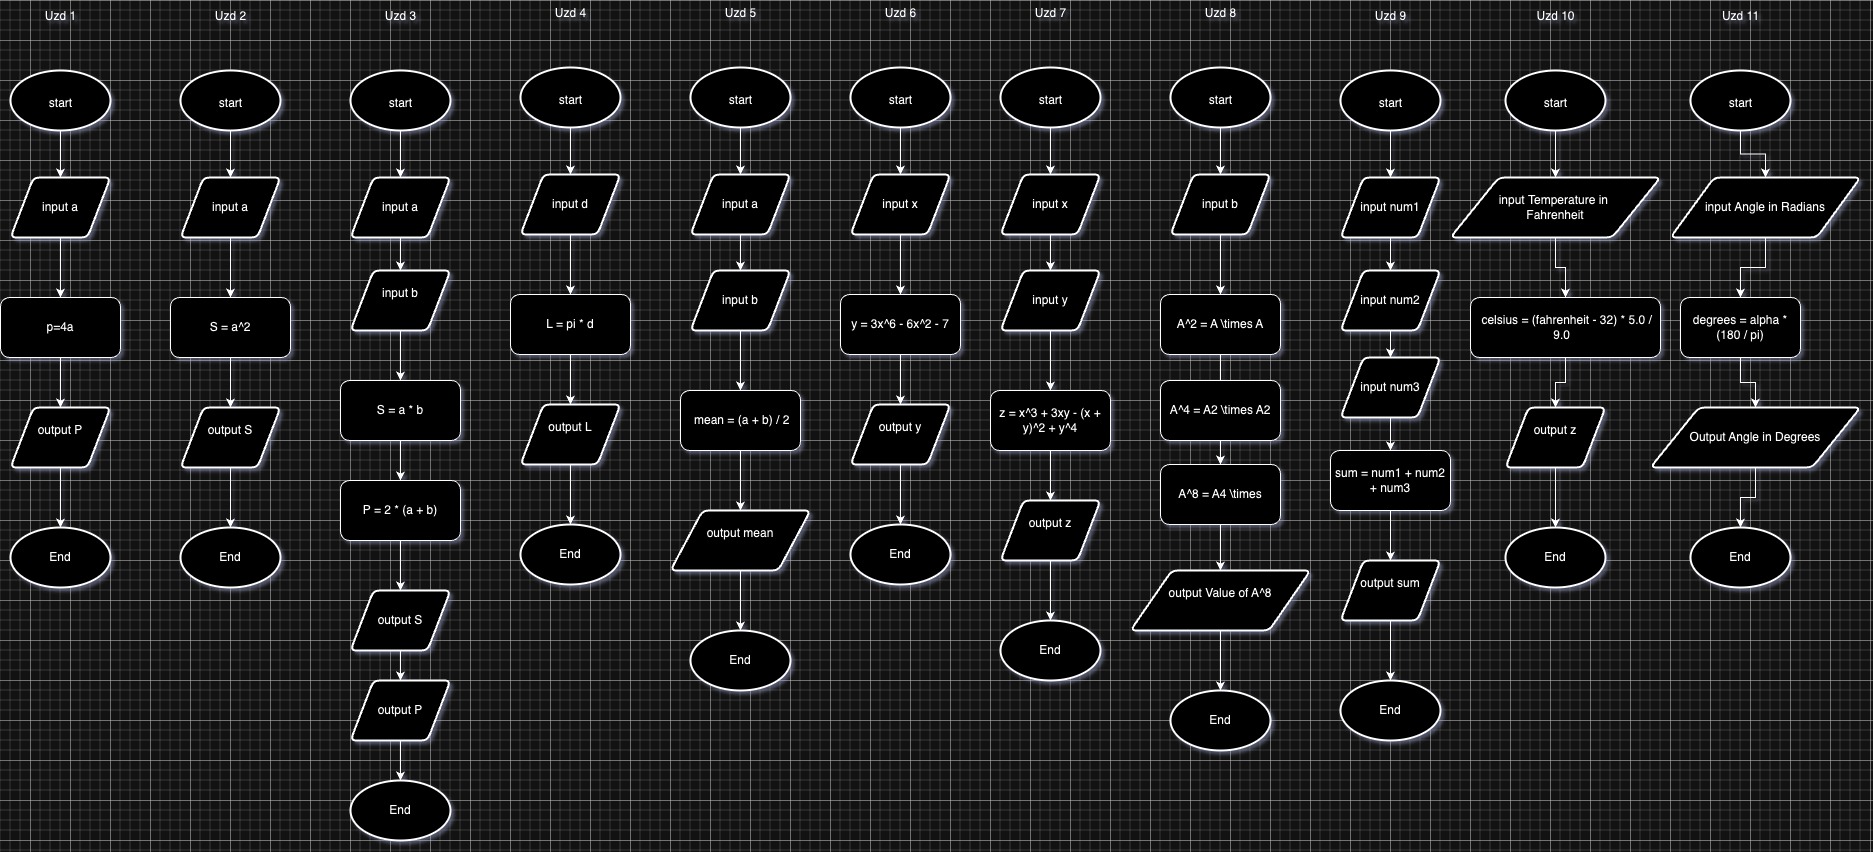 Uzd 1
start
input a
p=4a
output P
End
Uzd 2
start
input a
S = a^2
output S
End
Uzd 3
start
input a
input b
S = a * b
P = 2 * (a + b)
output S
output P
End
Uzd 4
start
input d
L = pi * d
output L
End
Uzd 5
start
input a
input b
mean = (a + b) / 2
output mean
End
Uzd 6
start
input x
y = 3x^6 - 6x^2 - 7
output y
End
Uzd 7
start
input x
input y
z = x^3 + 3xy - (x +
y)^2 + y^4
output z
End
Uzd 8
start
input b
A^2 = A \times A
A^4 = A2 \times A2
A^8 = A4 \times
output Value of A^8
End
Uzd 9
start
input num1
input num2
input num3
sum = num1 + num2
+ num3
output sum
End
Uzd 10
start
input Temperature in
Fahrenheit
celsius = (fahrenheit - 32) * 5.0 /
9.0
output z
End
Uzd 11
start
input Angle in Radians
degrees = alpha *
(180 / pi)
Output Angle in Degrees
End